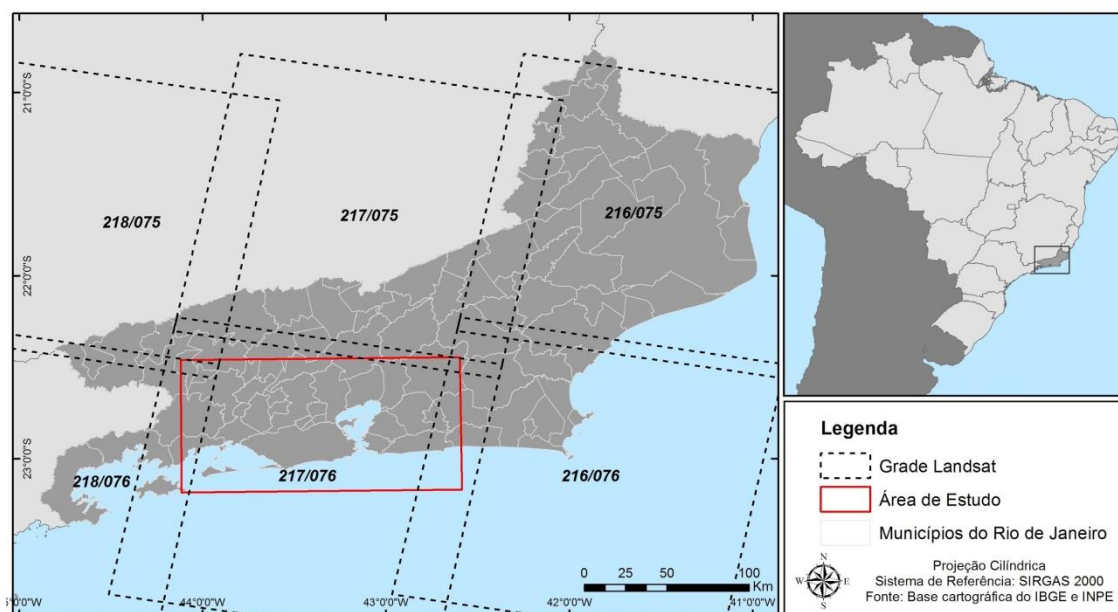 21°0'0"S
218/075
217/075
216/075
22°0'0"S
23°0'0"S
218/076
217/076
216/076
0 25 50 100
Km
44°0'0"W
43°0'0"W
42°0'0"W
41°0'0"W
Legenda
Grade Landsat
Área de Estudo
Municípios do Rio de Janeiro
N
W
E
S
Projeção Cilíndrica
Sistema de Referência: SIRGAS 2000
Fonte: Base cartográfica do IBGE e INPE